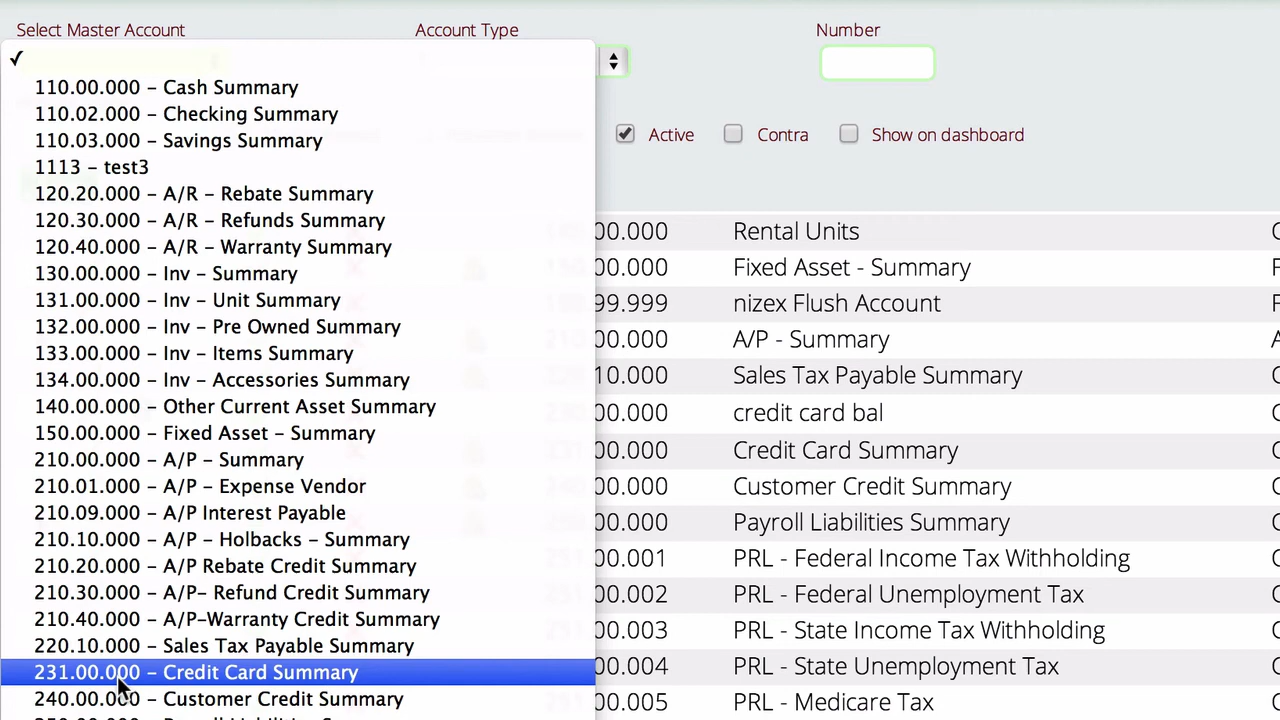 Select Master Account
Account Type
Number
✓
110.00.000 – Cash Summary
110.02.000 – Checking Summary
110.03.000 – Savings Summary
1113 – test3
120.20.000 – A/R – Rebate Summary
120.30.000 – A/R – Refunds Summary
120.40.000 – A/R – Warranty Summary
130.00.000 – Inv – Summary
131.00.000 – Inv – Unit Summary
132.00.000 – Inv – Pre Owned Summary
133.00.000 – Inv – Items Summary
134.00.000 – Inv – Accessories Summary
140.00.000 – Other Current Asset Summary
150.00.000 – Fixed Asset – Summary
210.00.000 – A/P – Summary
210.01.000 – A/P – Expense Vendor
210.09.000 – A/P Interest Payable
210.10.000 – A/P – Holbacks – Summary
210.20.000 – A/P Rebate Credit Summary
210.30.000 – A/P– Refund Credit Summary
210.40.000 – A/P–Warranty Credit Summary
220.10.000 – Sales Tax Payable Summary
231.00.000 – Credit Card Summary
240.00.000 – Customer Credit Summary
Active
Contra
Show on dashboard
00.000 Rental Units
00.000 Fixed Asset - Summary
99.999 nizex Flush Account
00.000 A/P - Summary
10.000 Sales Tax Payable Summary
00.000 credit card bal
00.000 Credit Card Summary
00.000 Customer Credit Summary
00.000 Payroll Liabilities Summary
00.001 PRL - Federal Income Tax Withholding
00.002 PRL - Federal Unemployment Tax
00.003 PRL - State Income Tax Withholding
00.004 PRL - State Unemployment Tax
00.005 PRL - Medicare Tax